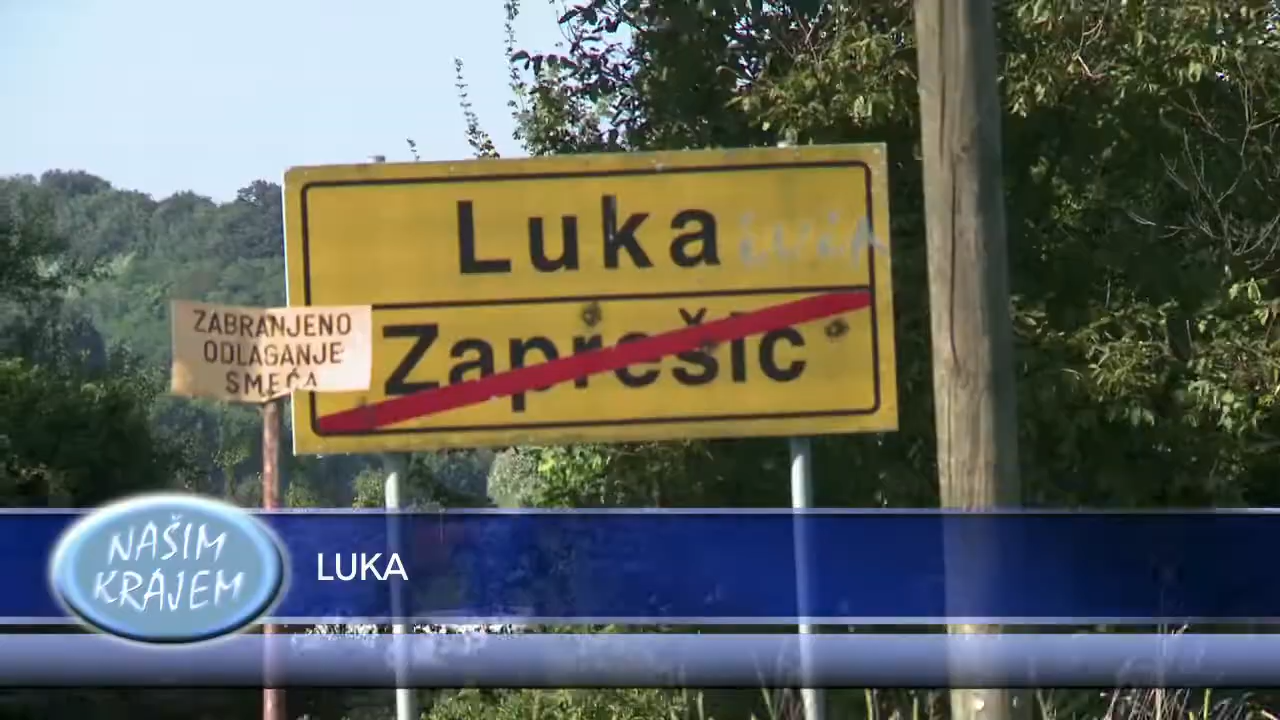 Luka
Zaprešić
ZABRANJENO
ODLAGANJE
SMEĆA
NAŠIM
KRAJEM
LUKA